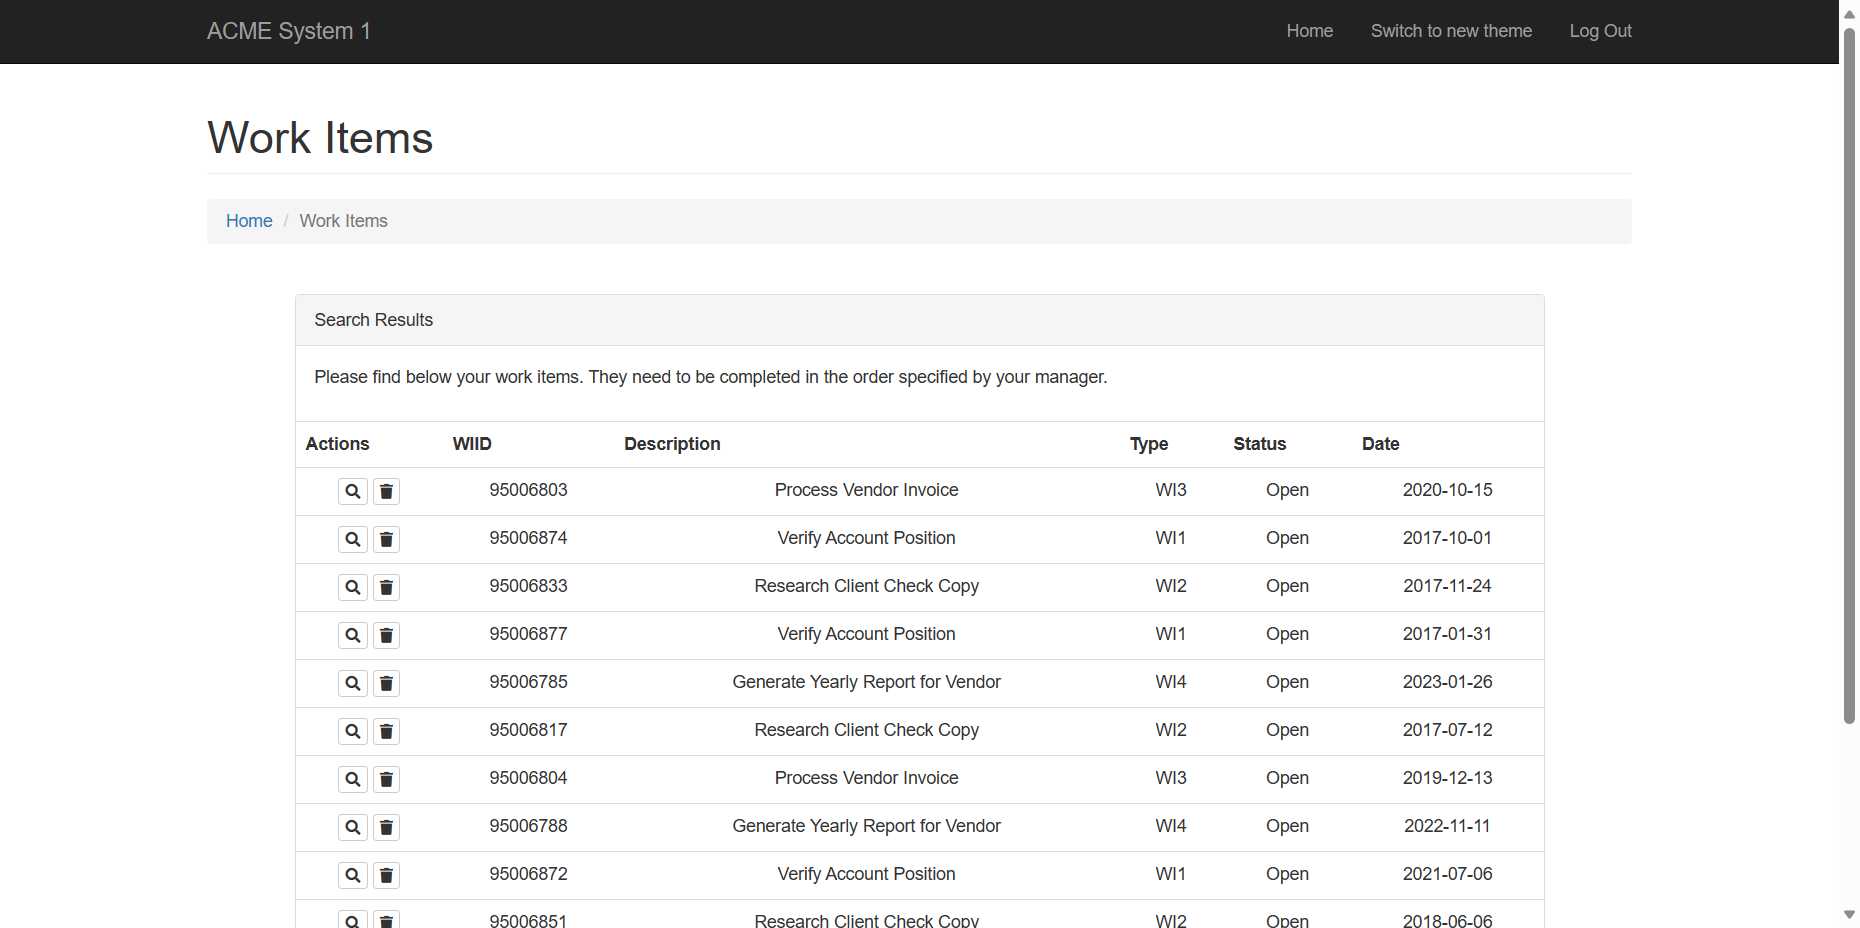 ACME System 1 Home Switch to new theme Log Out
Work Items
Home / Work Items
Search Results
Please find below your work items. They need to be completed in the order specified by your manager.
Actions WIID Description Type Status Date
95006803 Process Vendor Invoice WI3 Open 2020-10-15
95006874 Verify Account Position WI1 Open 2017-10-01
95006833 Research Client Check Copy WI2 Open 2017-11-24
95006877 Verify Account Position WI1 Open 2017-01-31
95006785 Generate Yearly Report for Vendor WI4 Open 2023-01-26
95006817 Research Client Check Copy WI2 Open 2017-07-12
95006804 Process Vendor Invoice WI3 Open 2019-12-13
95006788 Generate Yearly Report for Vendor WI4 Open 2022-11-11
95006872 Verify Account Position WI1 Open 2021-07-06
95006851 Research Client Check Copy WI2 Open 2018-06-06